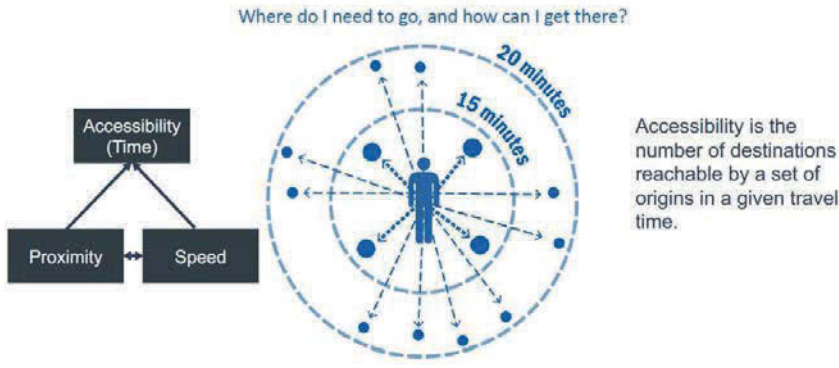 Where do I need to go, and how can I get there?
20 minutes
15 minutes
Accessibility
(Time)
Proximity
Speed
Accessibility is the
number of destinations
reachable by a set of
origins in a given travel
time.